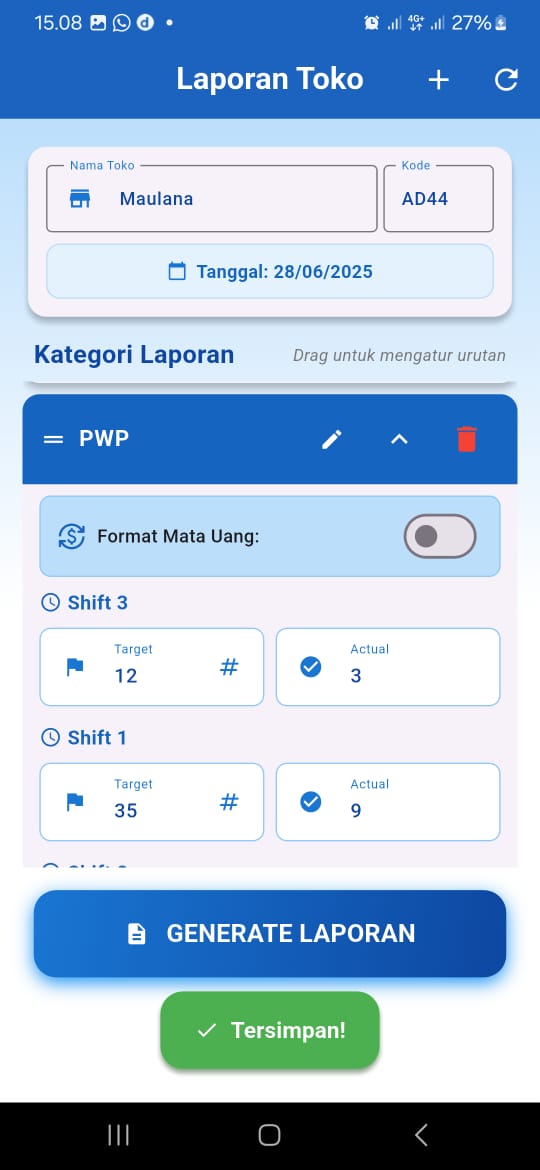 15.08 4G+ 27%
Laporan Toko
Nama Toko Kode
Maulana AD44
Tanggal: 28/06/2025
Kategori Laporan Drag untuk mengatur urutan
PWP
Format Mata Uang:
Shift 3
Target Actual
12 # 3
Shift 1
Target Actual
35 # 9
GENERATE LAPORAN
Tersimpan!